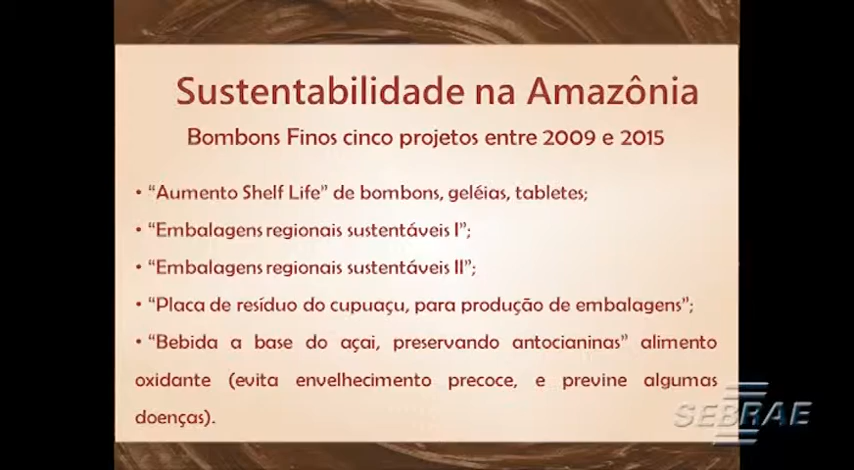 Sustentabilidade na Amazônia
Bombons Finos cinco projetos entre 2009 e 2015
• “Aumento Shelf Life” de bombons, geléias, tabletes;
• “Embalagens regionais sustentáveis I”;
• “Embalagens regionais sustentáveis II”;
• “Placa de resíduo do cupuaçu, para produção de embalagens”;
• “Bebida a base do açai, preservando antocianinas” alimento
oxidante (evita envelhecimento precoce, e previne algumas
doenças).
SEBRAE